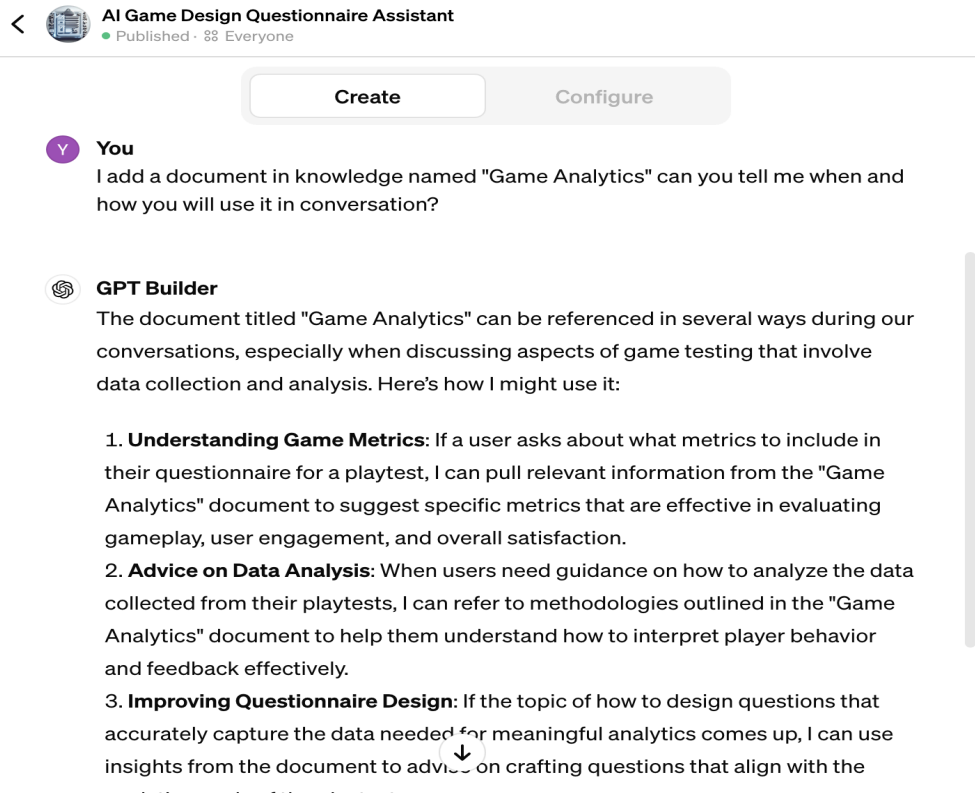 AI Game Design Questionnaire Assistant
Published · Everyone
Create
Configure
Y
You
I add a document in knowledge named "Game Analytics" can you tell me when and
how you will use it in conversation?
GPT Builder
The document titled "Game Analytics" can be referenced in several ways during our
conversations, especially when discussing aspects of game testing that involve
data collection and analysis. Here’s how I might use it:
1. Understanding Game Metrics: If a user asks about what metrics to include in
their questionnaire for a playtest, I can pull relevant information from the "Game
Analytics" document to suggest specific metrics that are effective in evaluating
gameplay, user engagement, and overall satisfaction.
2. Advice on Data Analysis: When users need guidance on how to analyze the data
collected from their playtests, I can refer to methodologies outlined in the "Game
Analytics" document to help them understand how to interpret player behavior
and feedback effectively.
3. Improving Questionnaire Design: If the topic of how to design questions that
accurately capture the data needed for meaningful analytics comes up, I can use
insights from the document to advise on crafting questions that align with the